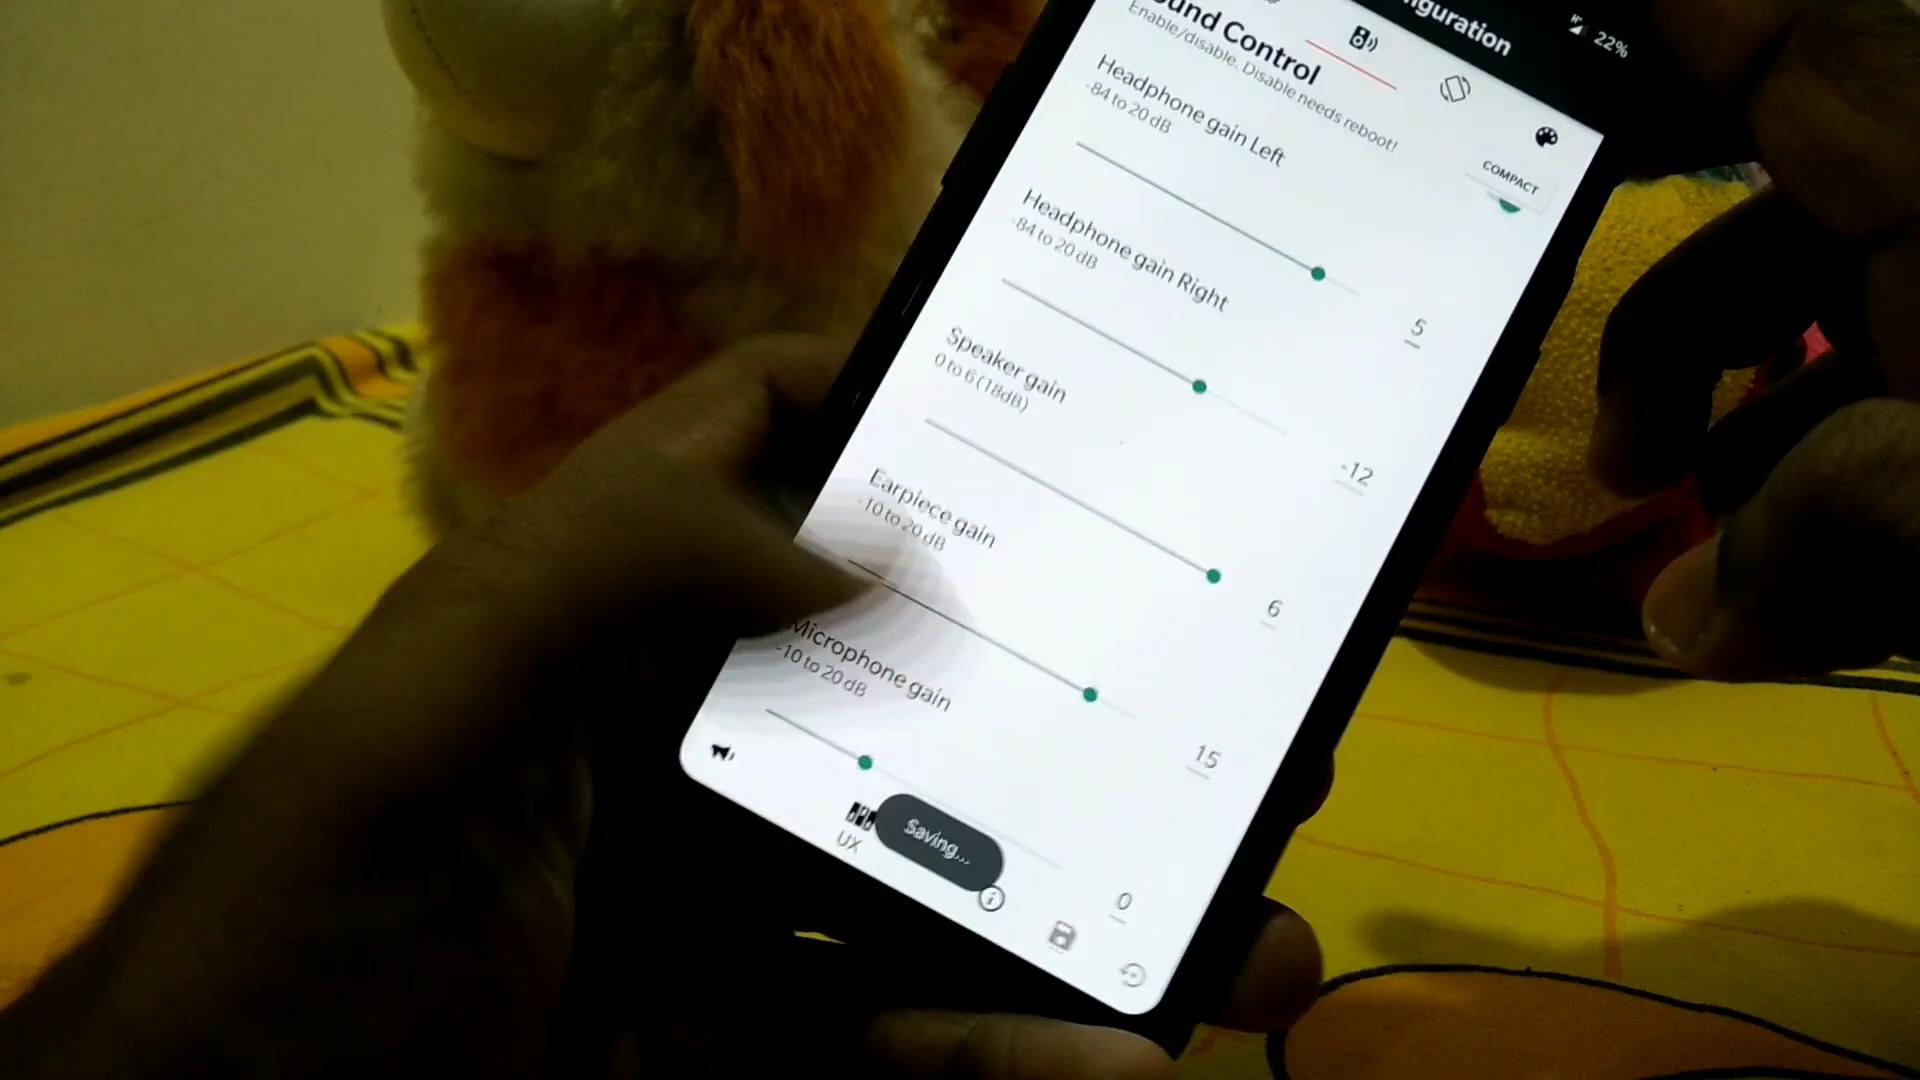 guration
H 22%
und Control
Enable/disable. Disable needs reboot!
COMPACT
Headphone gain Left
-84 to 20 dB
5
Headphone gain Right
-84 to 20 dB
-12
Speaker gain
0 to 6 (18dB)
6
Earpiece gain
-10 to 20 dB
15
Microphone gain
-10 to 20 dB
0
UX
Saving...